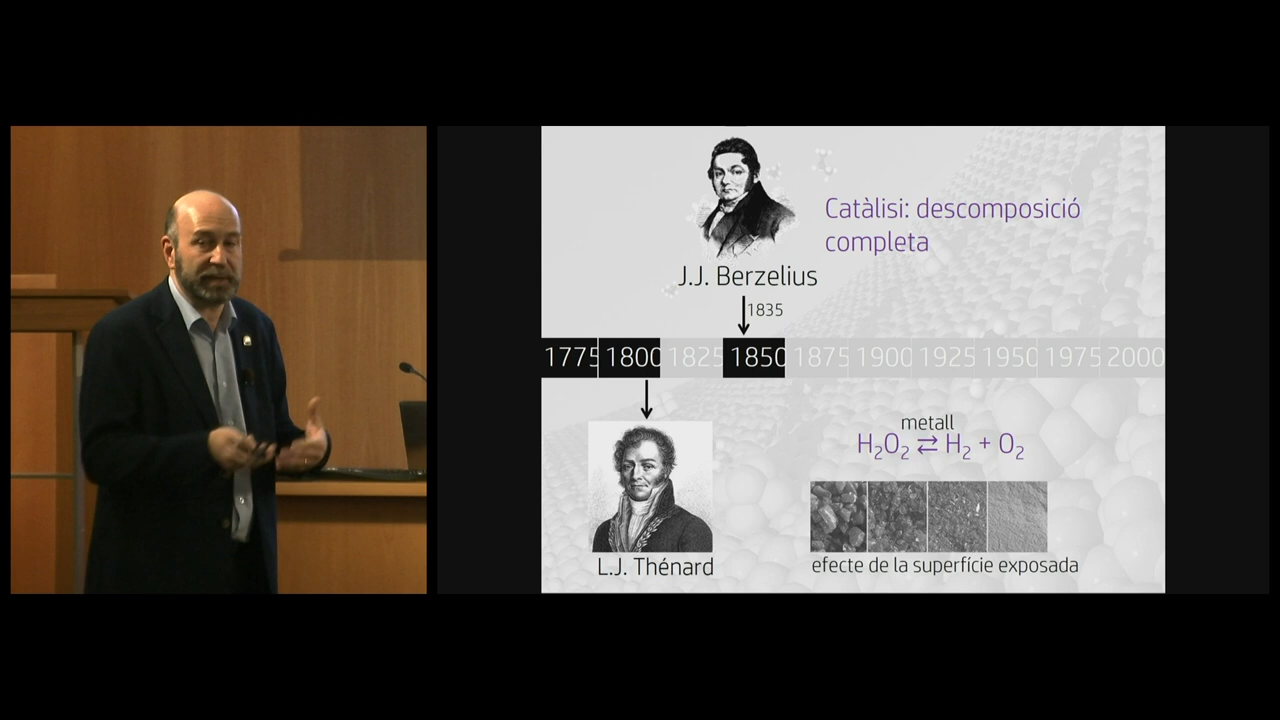 Catàlisi: descomposició
completa
J.J. Berzelius
1835
1775 1800 1825 1850 1875 1900 1925 1950 1975 2000
metall
H₂O₂ ⇄ H₂ + O₂
L.J. Thénard
efecte de la superfície exposada